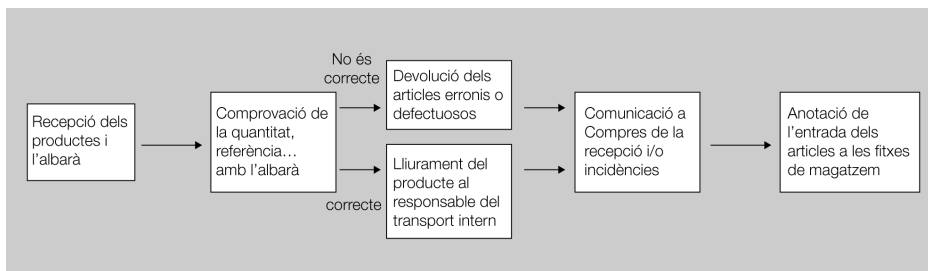 Recepció dels
productes i
l'albarà
Comprovació de
la quantitat,
referència…
amb l'albarà
No és
correcte
Devolució dels
articles erronis o
defectuosos
correcte
Lliurament del
producte al
responsable del
transport intern
Comunicació a
Compres de la
recepció i/o
incidències
Anotació de
l'entrada dels
articles a les fitxes
de magatzem